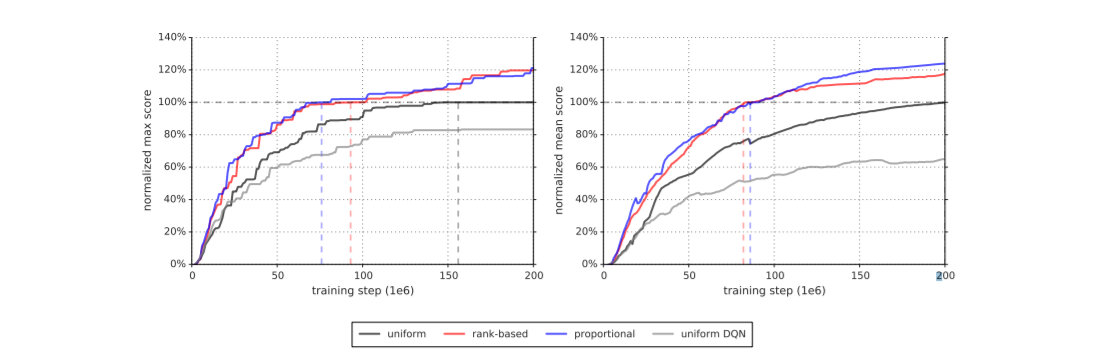 140%
120%
100%
80%
60%
40%
20%
0%
normalized max score
0 50 100 150 200
training step (1e6)
140%
120%
100%
80%
60%
40%
20%
0%
normalized mean score
0 50 100 150 200
training step (1e6)
uniform rank-based proportional uniform DQN